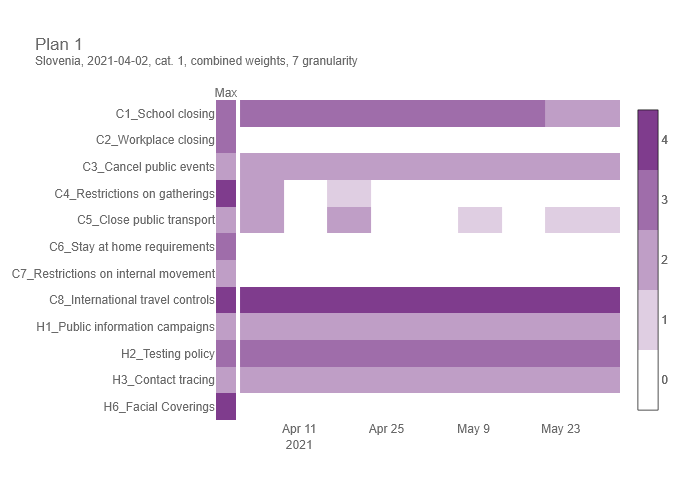 Plan 1
Slovenia, 2021-04-02, cat. 1, combined weights, 7 granularity
Max
C1_School closing
C2_Workplace closing
C3_Cancel public events
C4_Restrictions on gatherings
C5_Close public transport
C6_Stay at home requirements
C7_Restrictions on internal movement
C8_International travel controls
H1_Public information campaigns
H2_Testing policy
H3_Contact tracing
H6_Facial Coverings
Apr 11 Apr 25 May 9 May 23
2021
4
3
2
1
0